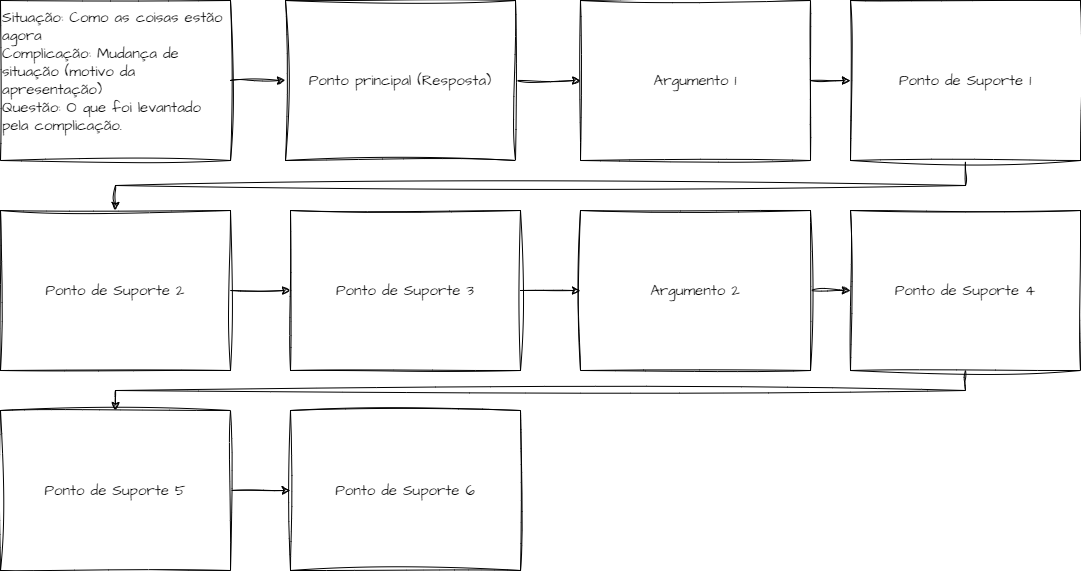 Situação: Como as coisas estão
agora
Complicação: Mudança de
situação (motivo da
apresentação)
Questão: O que foi levantado
pela complicação.
Ponto principal (Resposta)
Argumento 1
Ponto de Suporte 1
Ponto de Suporte 2
Ponto de Suporte 3
Argumento 2
Ponto de Suporte 4
Ponto de Suporte 5
Ponto de Suporte 6